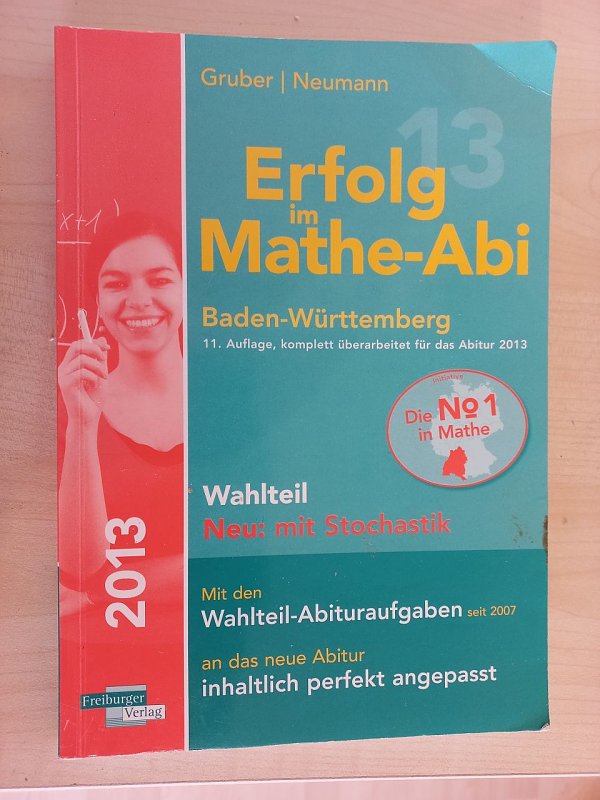 Gruber | Neumann
13
Erfolg
im
Mathe-Abi
(x+1)
Baden-Württemberg
11. Auflage, komplett überarbeitet für das Abitur 2013
Initiative
Die No 1
in Mathe
Wahlteil
Neu: mit Stochastik
2013
Mit den
Wahlteil-Abituraufgaben seit 2007
an das neue Abitur
inhaltlich perfekt angepasst
Freiburger
Verlag